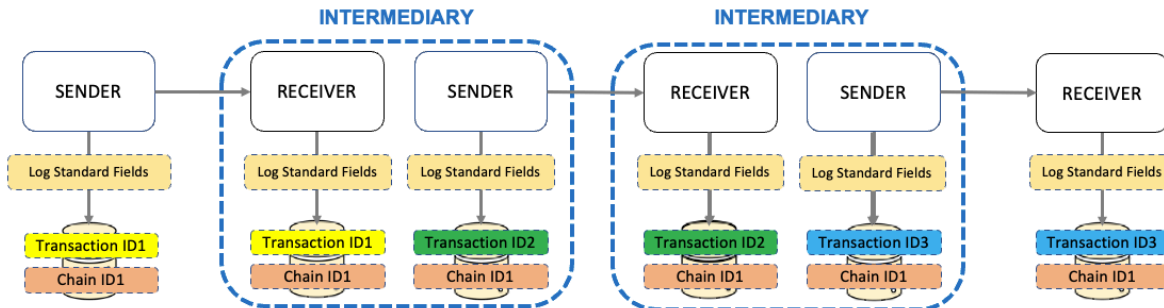 INTERMEDIARY
INTERMEDIARY
SENDER
RECEIVER
SENDER
RECEIVER
SENDER
RECEIVER
Log Standard Fields
Log Standard Fields
Log Standard Fields
Log Standard Fields
Log Standard Fields
Log Standard Fields
Transaction ID1
Transaction ID1
Transaction ID2
Transaction ID2
Transaction ID3
Transaction ID3
Chain ID1
Chain ID1
Chain ID1
Chain ID1
Chain ID1
Chain ID1